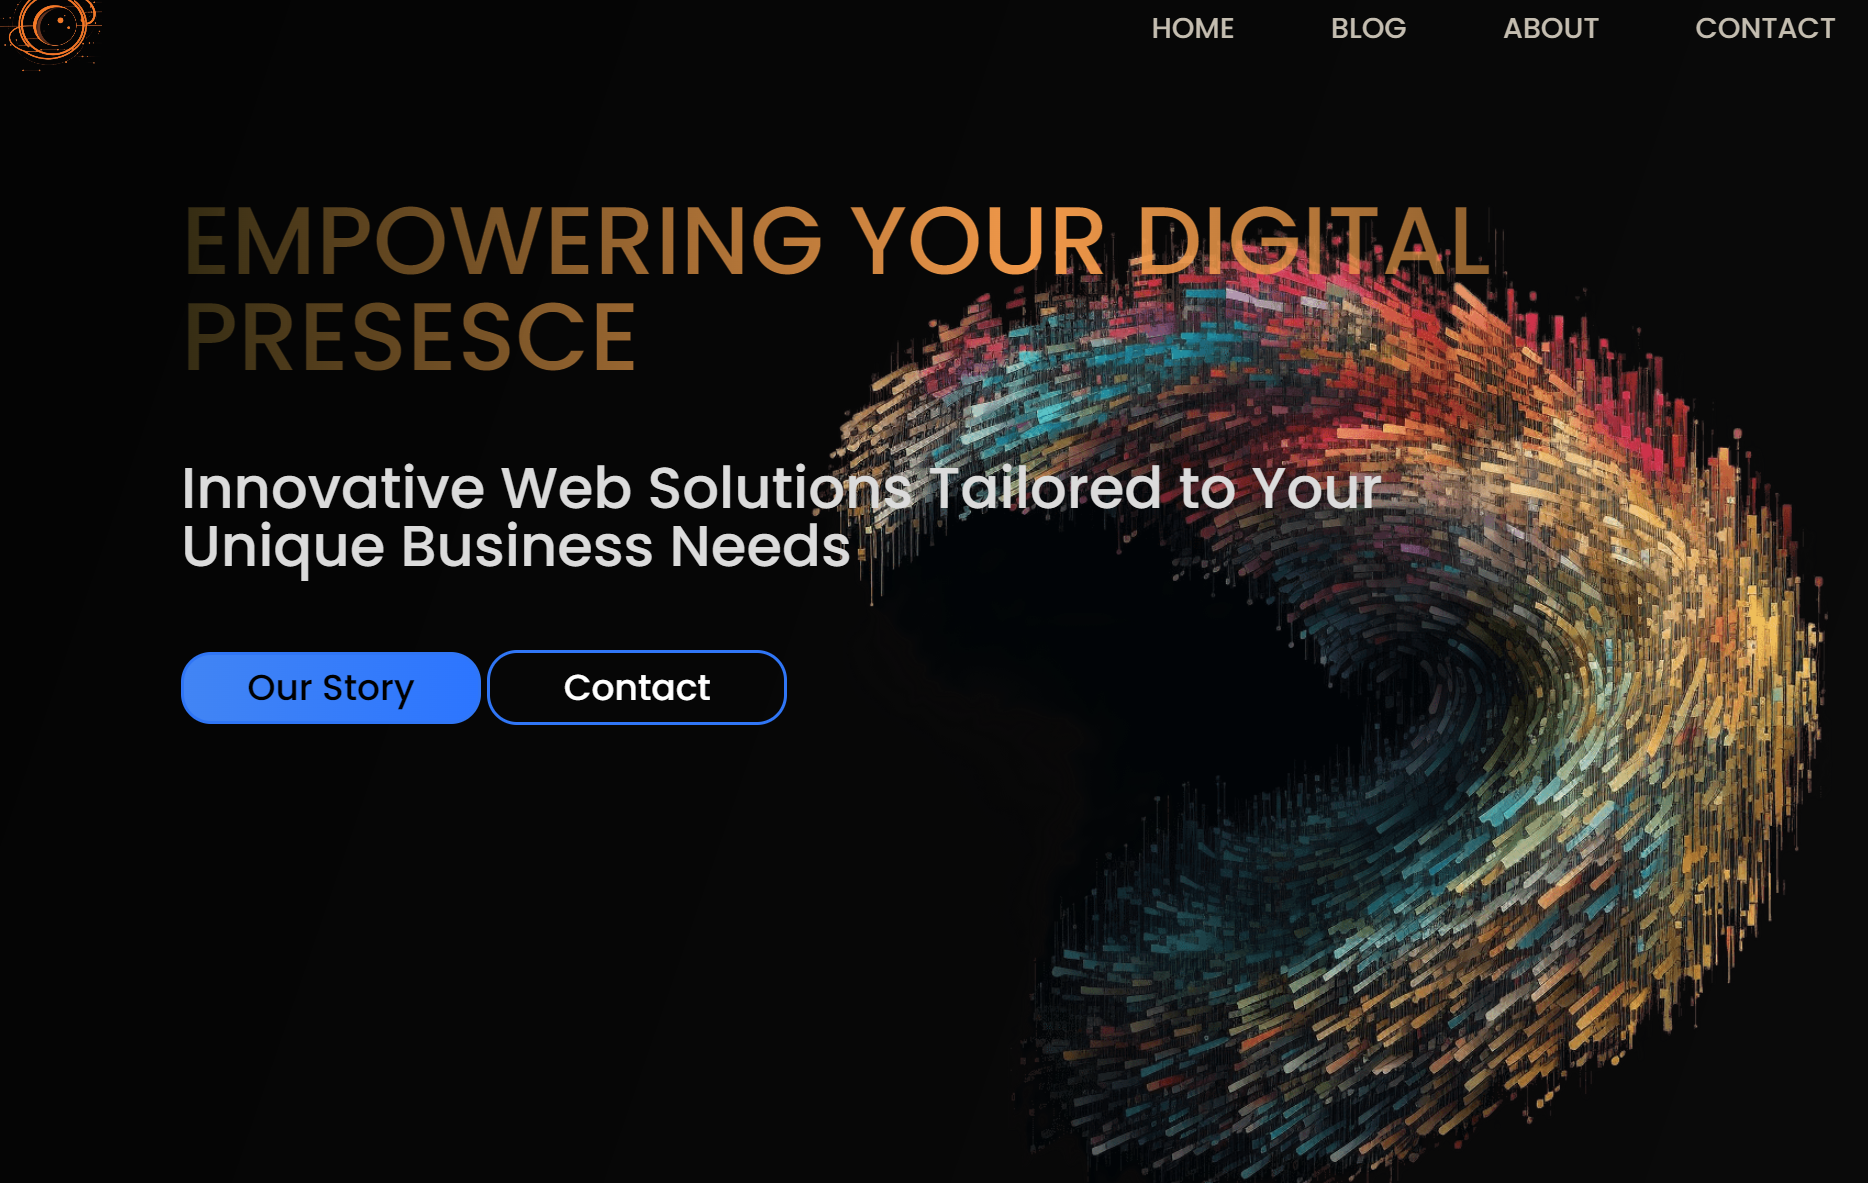 HOME BLOG ABOUT CONTACT
EMPOWERING YOUR DIGITAL
PRESESCE
Innovative Web Solutions Tailored to Your
Unique Business Needs
Our Story Contact